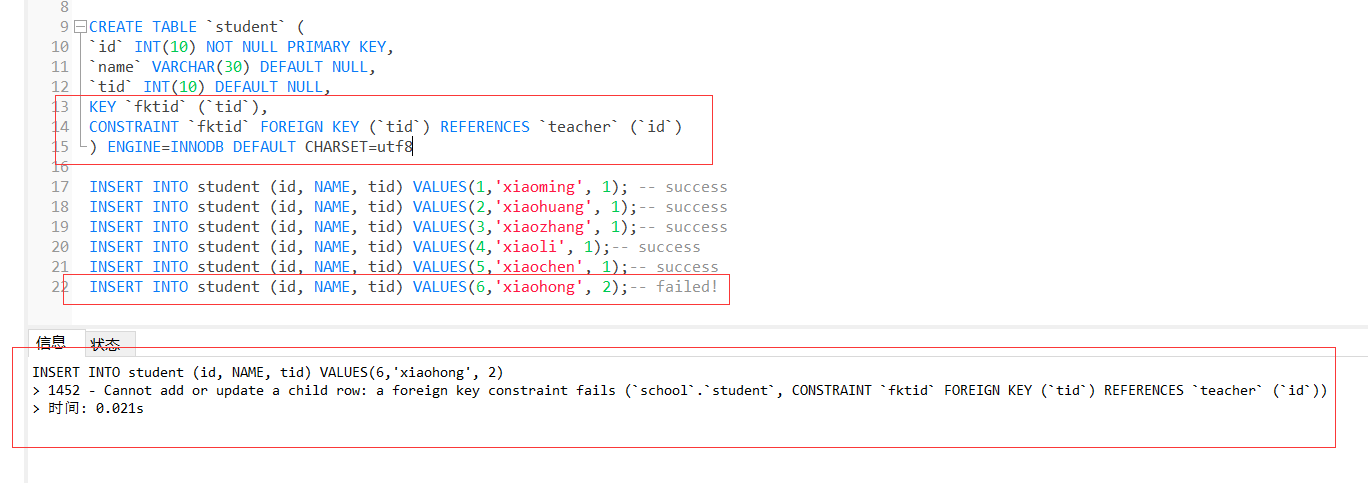 8
9 CREATE TABLE `student` (
10 `id` INT(10) NOT NULL PRIMARY KEY,
11 `name` VARCHAR(30) DEFAULT NULL,
12 `tid` INT(10) DEFAULT NULL,
13 KEY `fktid` (`tid`),
14 CONSTRAINT `fktid` FOREIGN KEY (`tid`) REFERENCES `teacher` (`id`)
15 ) ENGINE=INNODB DEFAULT CHARSET=utf8
16
17 INSERT INTO student (id, NAME, tid) VALUES(1,'xiaoming', 1); -- success
18 INSERT INTO student (id, NAME, tid) VALUES(2,'xiaohuang', 1);-- success
19 INSERT INTO student (id, NAME, tid) VALUES(3,'xiaozhang', 1);-- success
20 INSERT INTO student (id, NAME, tid) VALUES(4,'xiaoli', 1);-- success
21 INSERT INTO student (id, NAME, tid) VALUES(5,'xiaochen', 1);-- success
22 INSERT INTO student (id, NAME, tid) VALUES(6,'xiaohong', 2);-- failed!
信息 状态
INSERT INTO student (id, NAME, tid) VALUES(6,'xiaohong', 2)
> 1452 - Cannot add or update a child row: a foreign key constraint fails (`school`.`student`, CONSTRAINT `fktid` FOREIGN KEY (`tid`) REFERENCES `teacher` (`id`))
> 时间: 0.021s